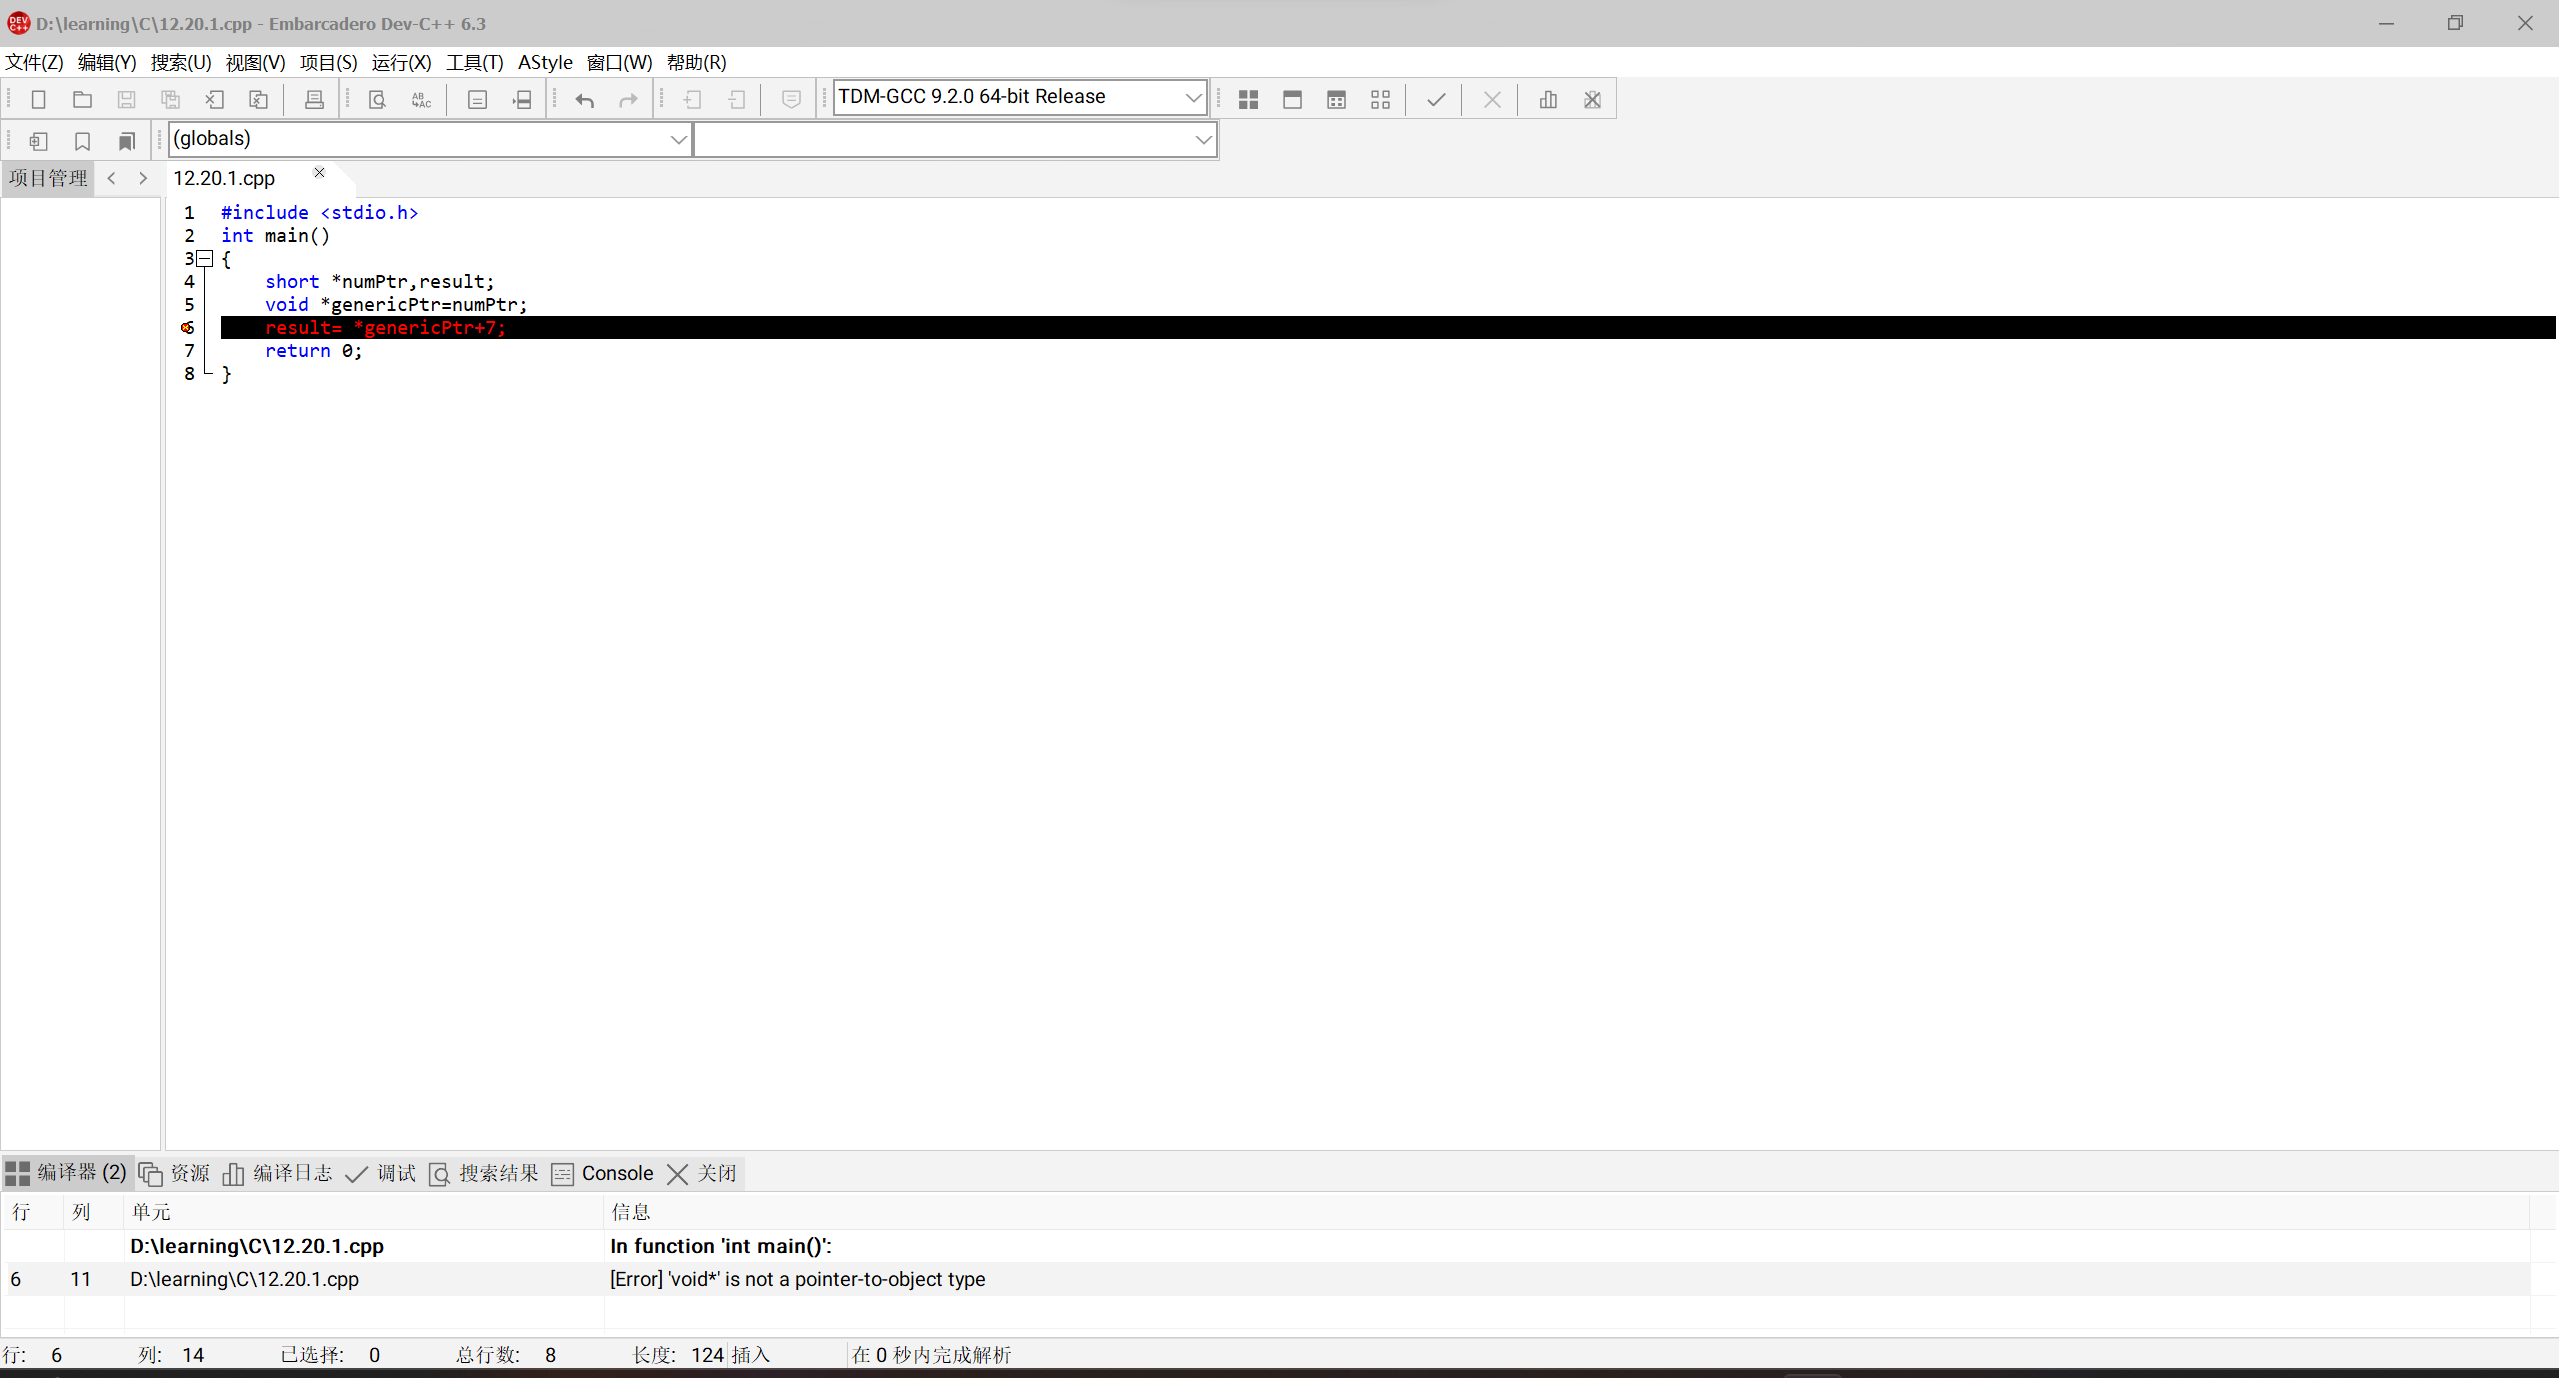 D:\learning\C\12.20.1.cpp - Embarcadero Dev-C++ 6.3
文件(Z) 编辑(Y) 搜索(U) 视图(V) 项目(S) 运行(X) 工具(T) AStyle 窗口(W) 帮助(R)
TDM-GCC 9.2.0 64-bit Release
(globals)
项目管理 12.20.1.cpp
1 #include <stdio.h>
2 int main()
3 {
4 short *numPtr,result;
5 void *genericPtr=numPtr;
6 result= *genericPtr+7;
7 return 0;
8 }
编译器 (2) 资源 编译日志 调试 搜索结果 Console 关闭
行 列 单元 信息
D:\learning\C\12.20.1.cpp In function 'int main()':
6 11 D:\learning\C\12.20.1.cpp [Error] 'void*' is not a pointer-to-object type
行: 6 列: 14 已选择: 0 总行数: 8 长度: 124 插入 在 0 秒内完成解析